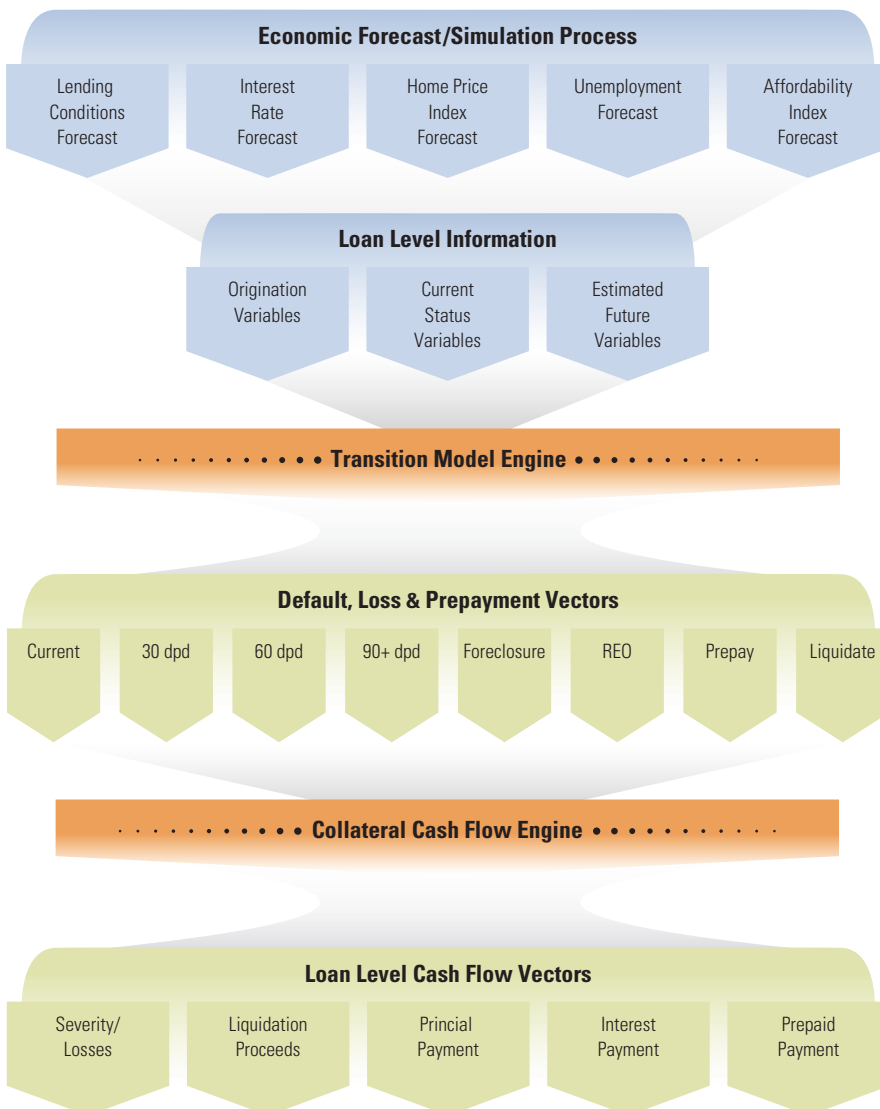 Economic Forecast/Simulation Process
Lending
Conditions
Forecast
Interest
Rate
Forecast
Home Price
Index
Forecast
Unemployment
Forecast
Affordability
Index
Forecast
Loan Level Information
Origination
Variables
Current
Status
Variables
Estimated
Future
Variables
Transition Model Engine
Default, Loss & Prepayment Vectors
Current
30 dpd
60 dpd
90+ dpd
Foreclosure
REO
Prepay
Liquidate
Collateral Cash Flow Engine
Loan Level Cash Flow Vectors
Severity/
Losses
Liquidation
Proceeds
Princial
Payment
Interest
Payment
Prepaid
Payment